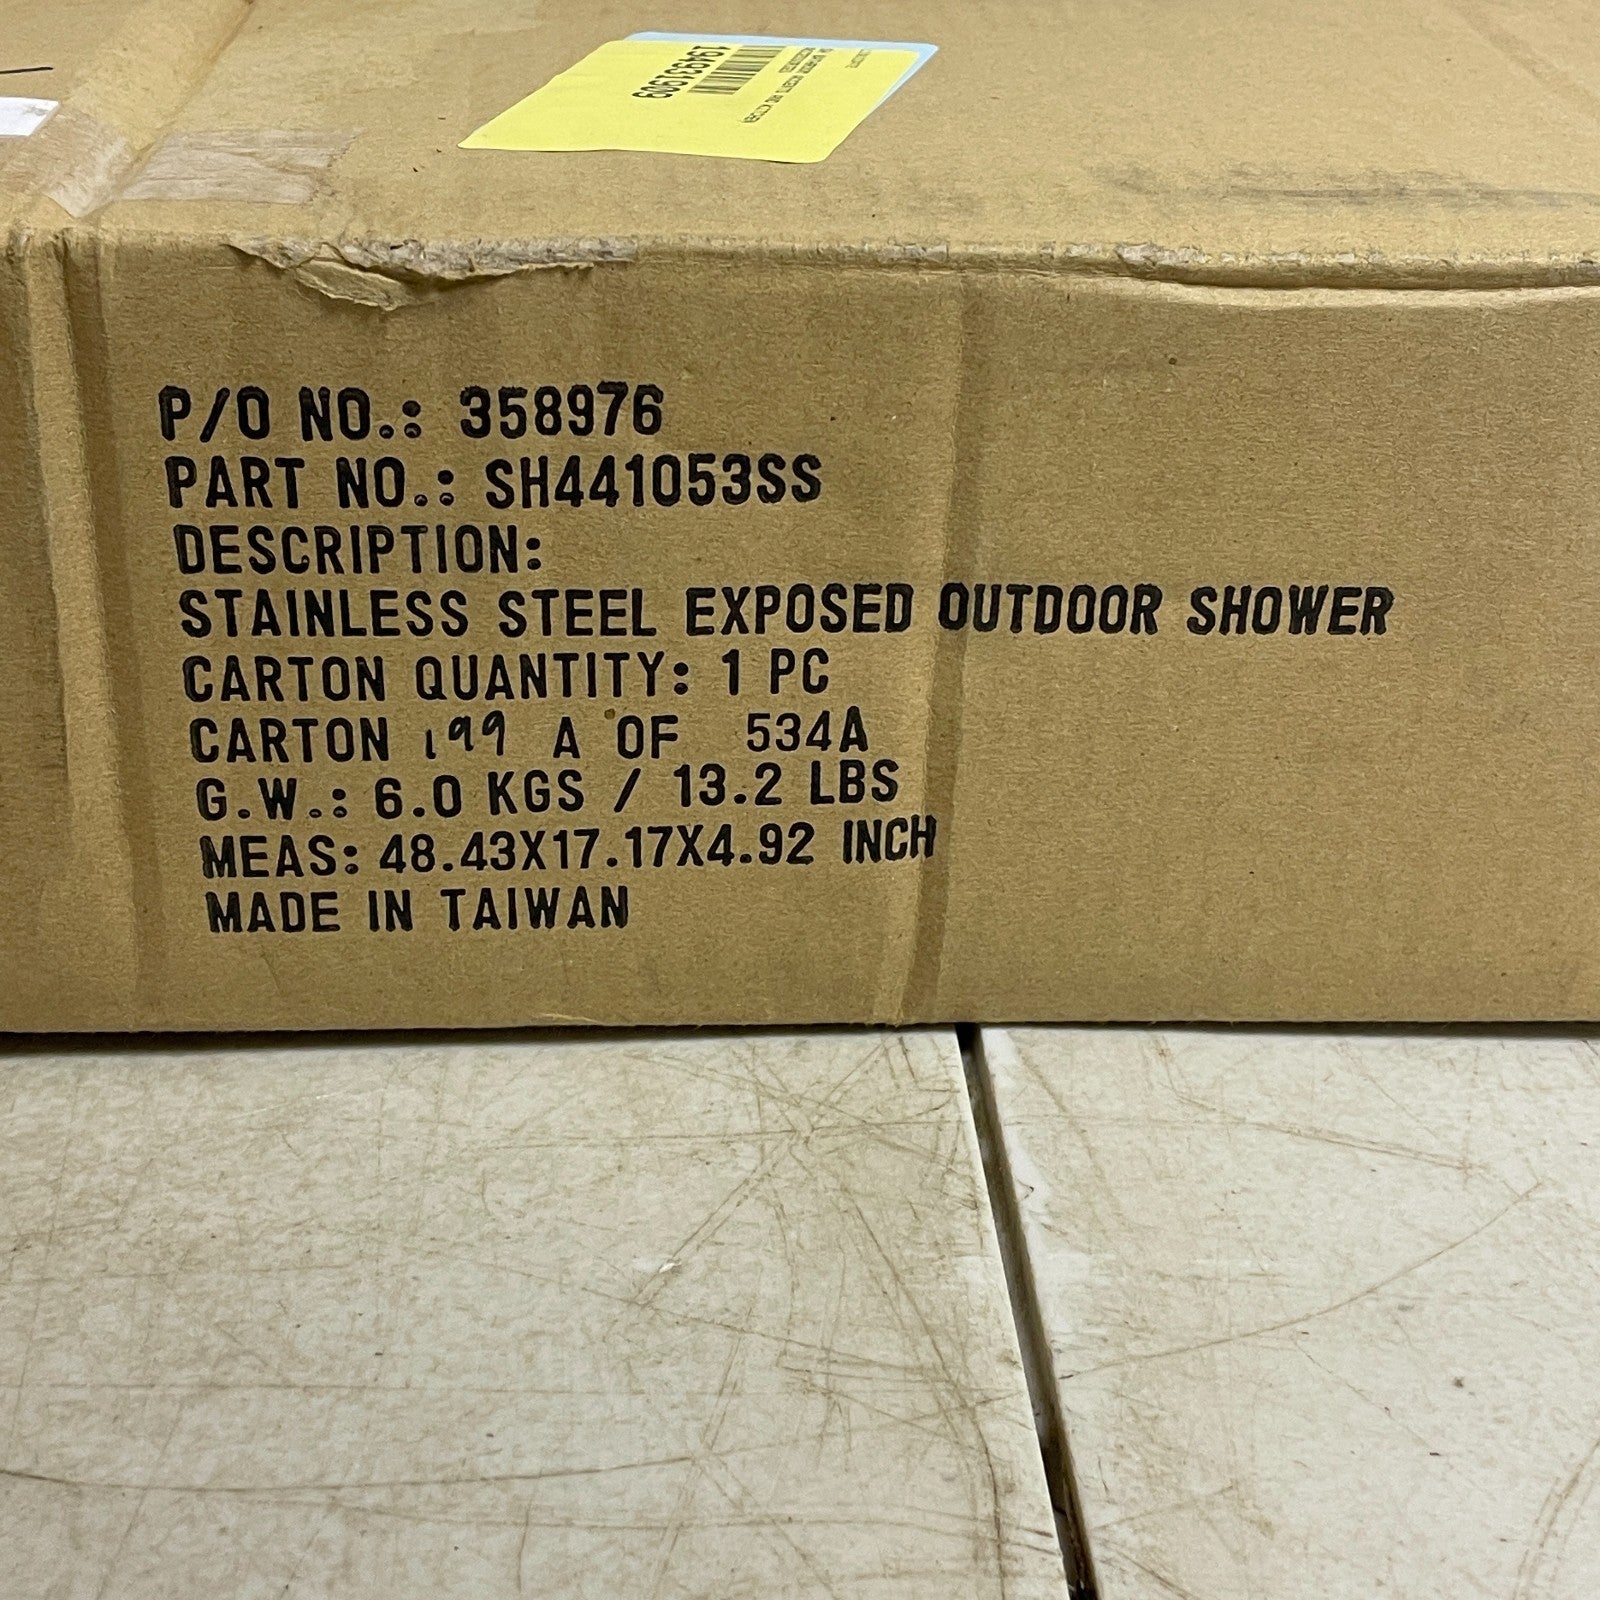 1949315609
P/O NO.: 358976
PART NO.: SH441053SS
DESCRIPTION:
STAINLESS STEEL EXPOSED OUTDOOR SHOWER
CARTON QUANTITY: 1 PC
CARTON 199 A OF 534A
G.W.: 6.0 KGS / 13.2 LBS
MEAS: 48.43X17.17X4.92 INCH
MADE IN TAIWAN